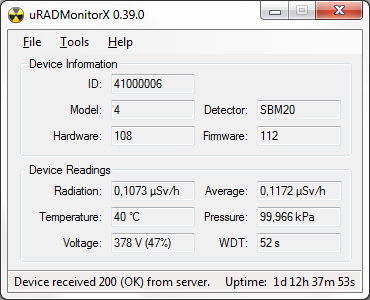 uRADMonitorX 0.39.0
File Tools Help
Device Information
ID: 41000006
Model: 4 Detector: SBM20
Hardware: 108 Firmware: 112
Device Readings
Radiation: 0,1073 µSv/h Average: 0,1172 µSv/h
Temperature: 40 °C Pressure: 99,966 kPa
Voltage: 378 V (47%) WDT: 52 s
Device received 200 (OK) from server. Uptime: 1d 12h 37m 53s